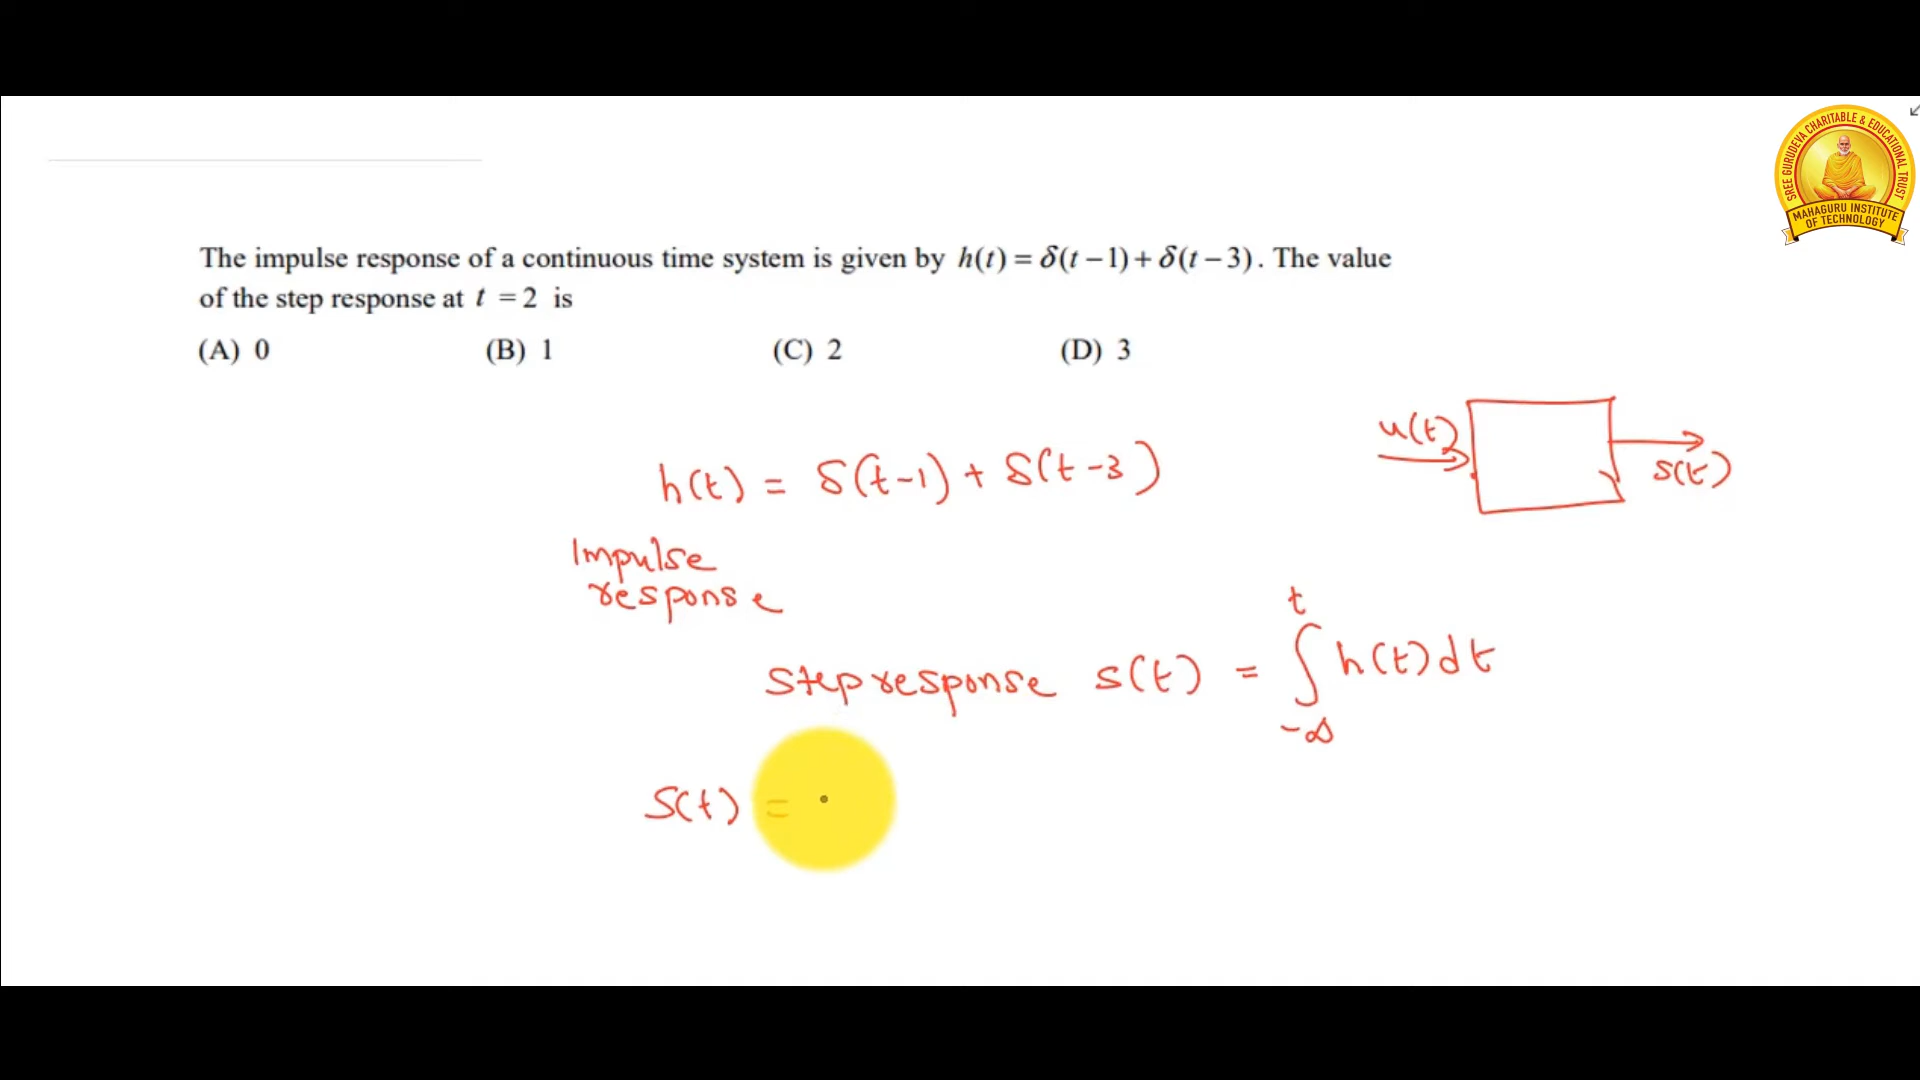 SREE GURUDEVA CHARITABLE & EDUCATIONAL TRUST
MAHAGURU INSTITUTE
OF TECHNOLOGY
The impulse response of a continuous time system is given by h(t) = δ(t − 1) + δ(t − 3). The value
of the step response at t = 2 is
(A) 0 (B) 1 (C) 2 (D) 3
u(t)
s(t)
h(t) = δ(t-1) + δ(t-3)
Impulse
response
step response s(t) = ∫_{-∞}^{t} h(t) dt
S(t) =